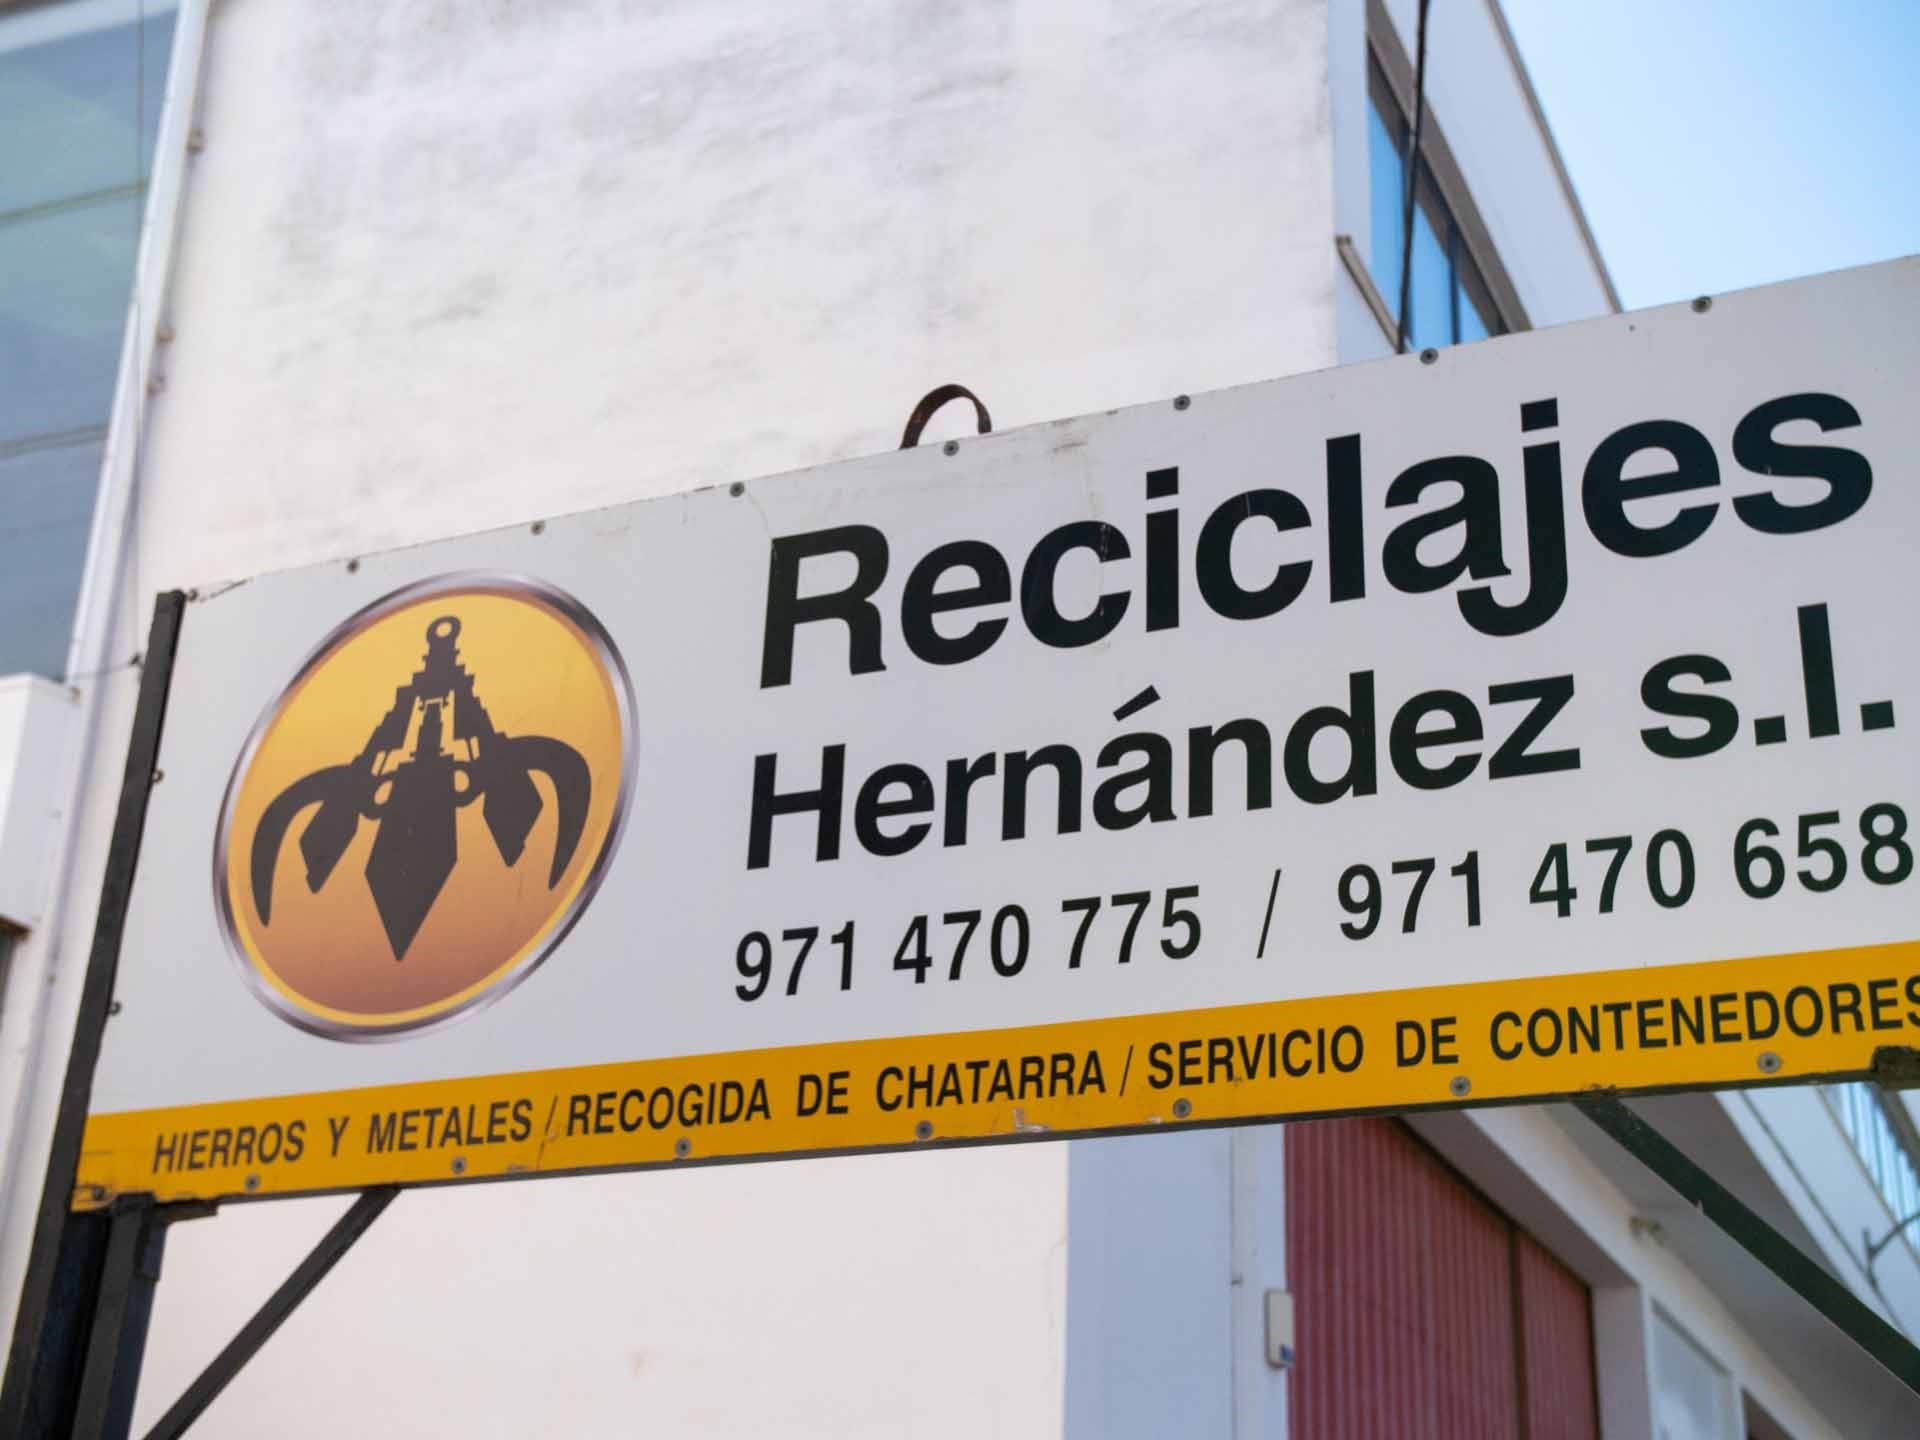 Reciclajes
Hernández s.l.
971 470 775 / 971 470 658
HIERROS Y METALES / RECOGIDA DE CHATARRA / SERVICIO DE CONTENEDORES